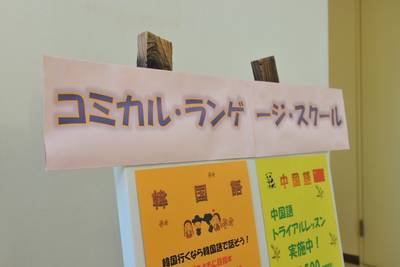 コミカル・ランゲージ・スクール
韓国語
韓国行くなら韓国語で話そう!
中国語
中国語
トライアルレッスン
実施中!